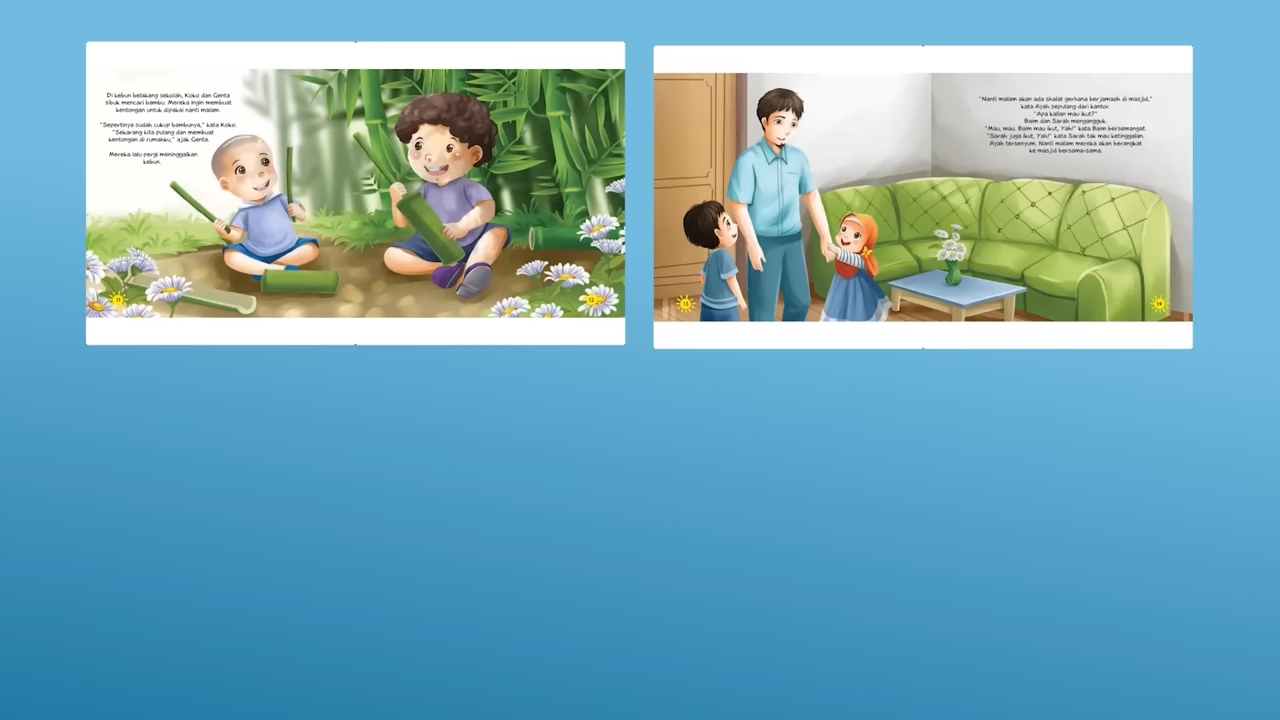 Di kebun belakang sekolah, Koko dan Genta
sibuk mencari bambu. Mereka ingin membuat
kentongan untuk dipakai nanti malam.
"Sepertinya sudah cukup bambunya," kata Koko.
"Sekarang kita pulang dan membuat
kentongan di rumahku," ajak Genta.
Mereka lalu pergi meninggalkan
kebun.
11
12
"Nanti malam akan ada shalat gerhana berjamaah di masjid,"
kata Ayah sepulang dari kantor.
"Apa kalian mau ikut?"
Baim dan Sarah mengangguk.
"Mau, mau. Baim mau ikut, Yah!" kata Baim bersemangat.
"Sarah juga ikut, Yah!" kata Sarah tak mau ketinggalan.
Ayah tersenyum. Nanti malam mereka akan berangkat
ke masjid bersama-sama.
13
14